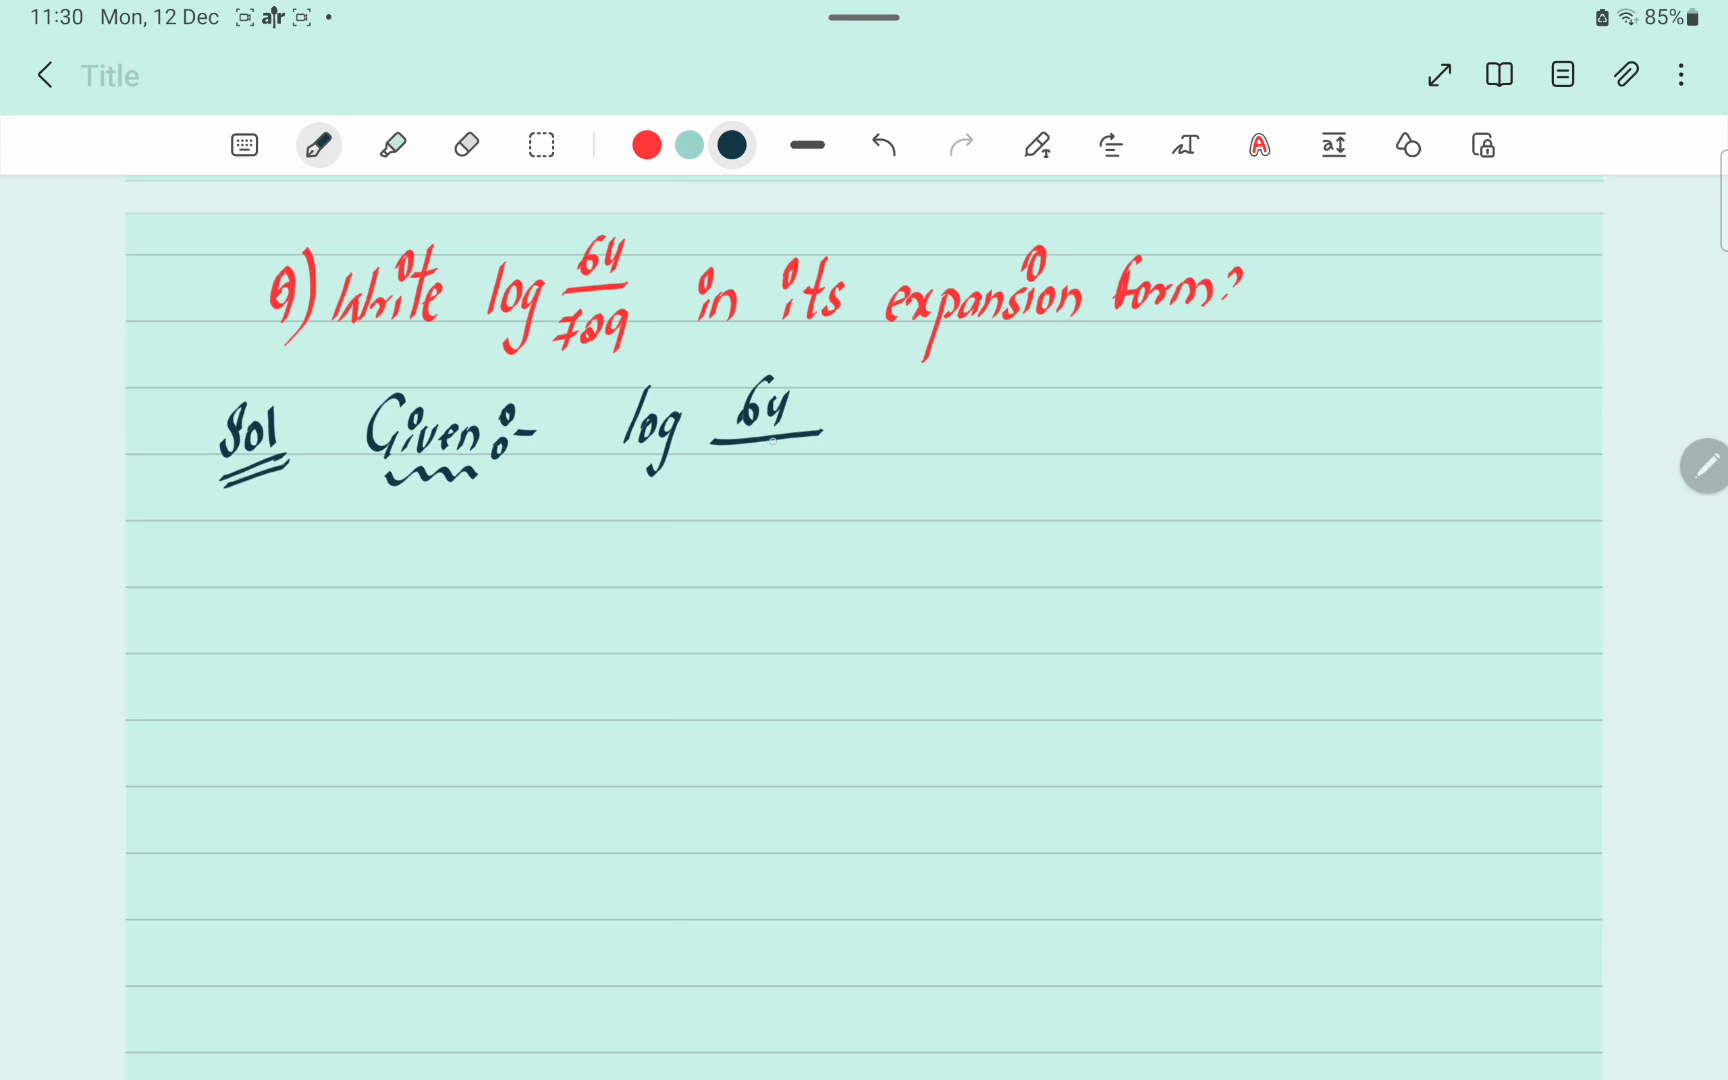 11:30 Mon, 12 Dec
85%
Title
Q) Write log 64/729 in its expansion form?
Sol Given:- log 64